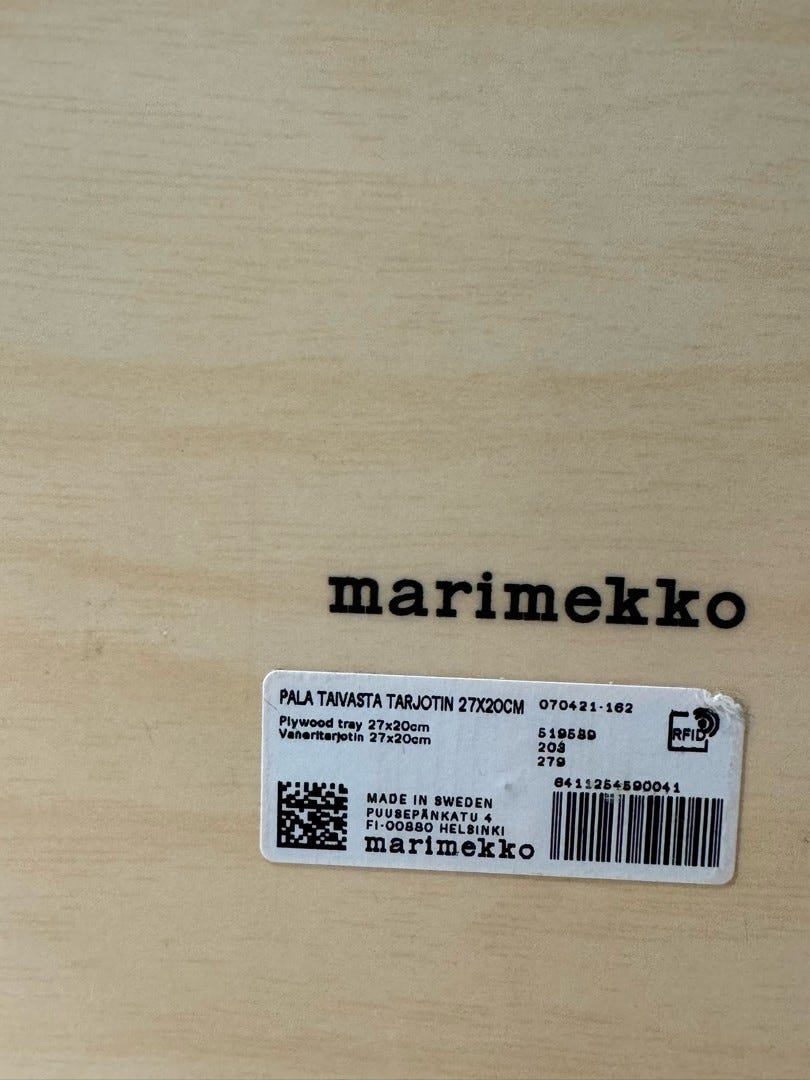 marimekko
PALA TAIVASTA TARJOTIN 27X20CM 070421-162
Plywood tray 27x20cm
Vaneritarjotin 27x20cm
519589
203
279
RFID
6411254590041
MADE IN SWEDEN
PUUSEPÄNKATU 4
FI-00880 HELSINKI
marimekko